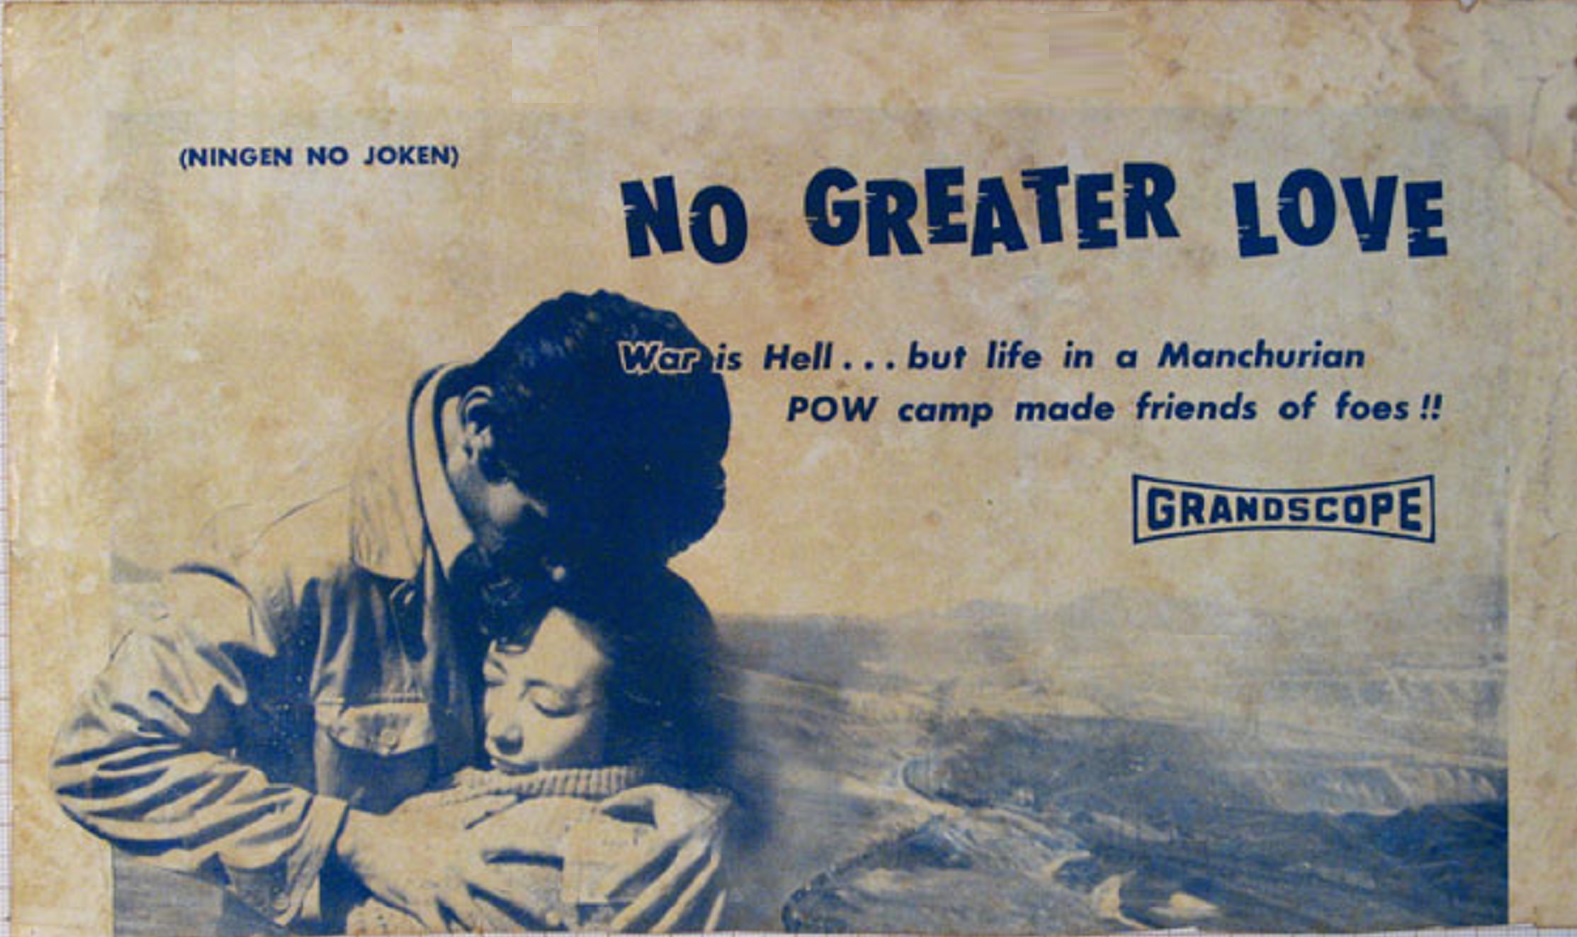 (NINGEN NO JOKEN)
NO GREATER LOVE
War is Hell...but life in a Manchurian
POW camp made friends of foes!!
GRANDSCOPE